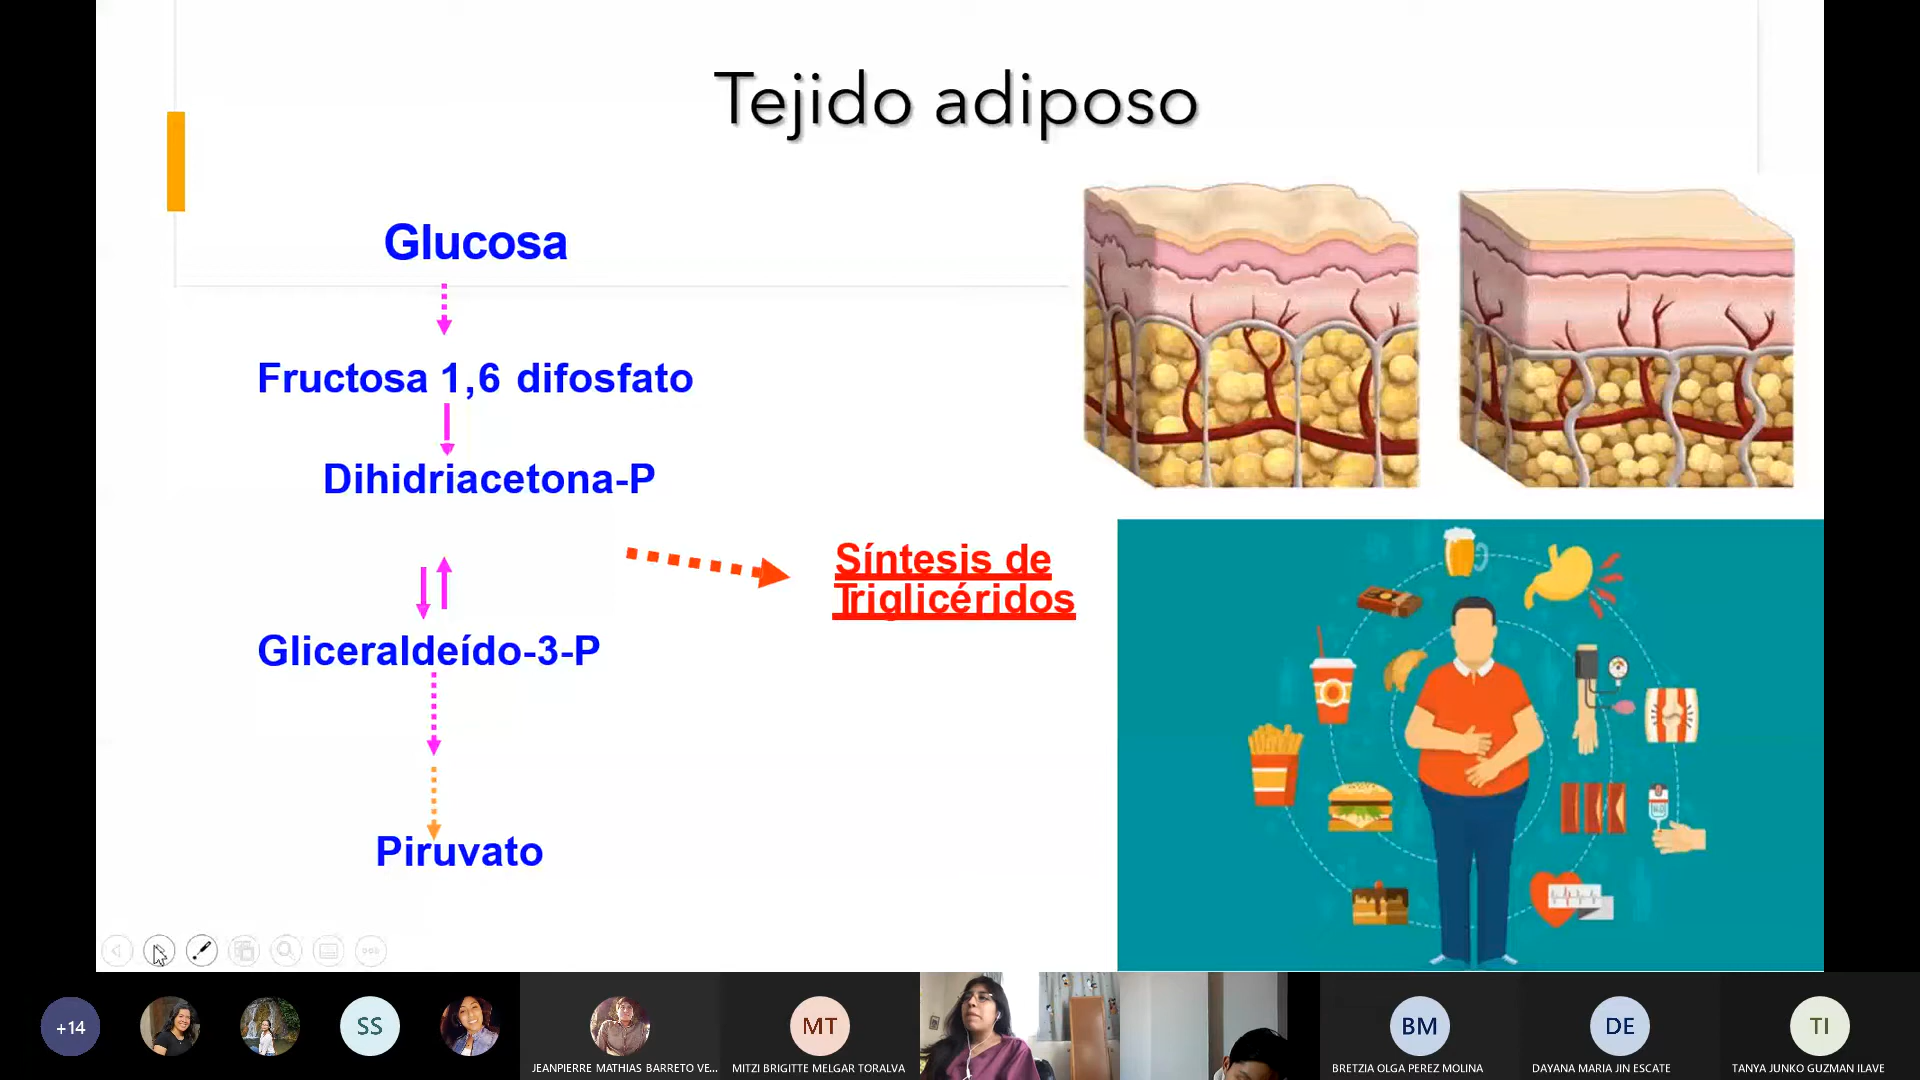 Tejido adiposo
Glucosa
Fructosa 1,6 difosfato
Dihidriacetona-P
Síntesis de
Triglicéridos
Gliceraldeído-3-P
Piruvato
+14
SS
JEANPIERRE MATHIAS BARRETO VE...
MT
MITZI BRIGITTE MELGAR TORALVA
BM
BRETZIA OLGA PEREZ MOLINA
DE
DAYANA MARIA JIN ESCATE
TI
TANYA JUNKO GUZMAN ILAVE